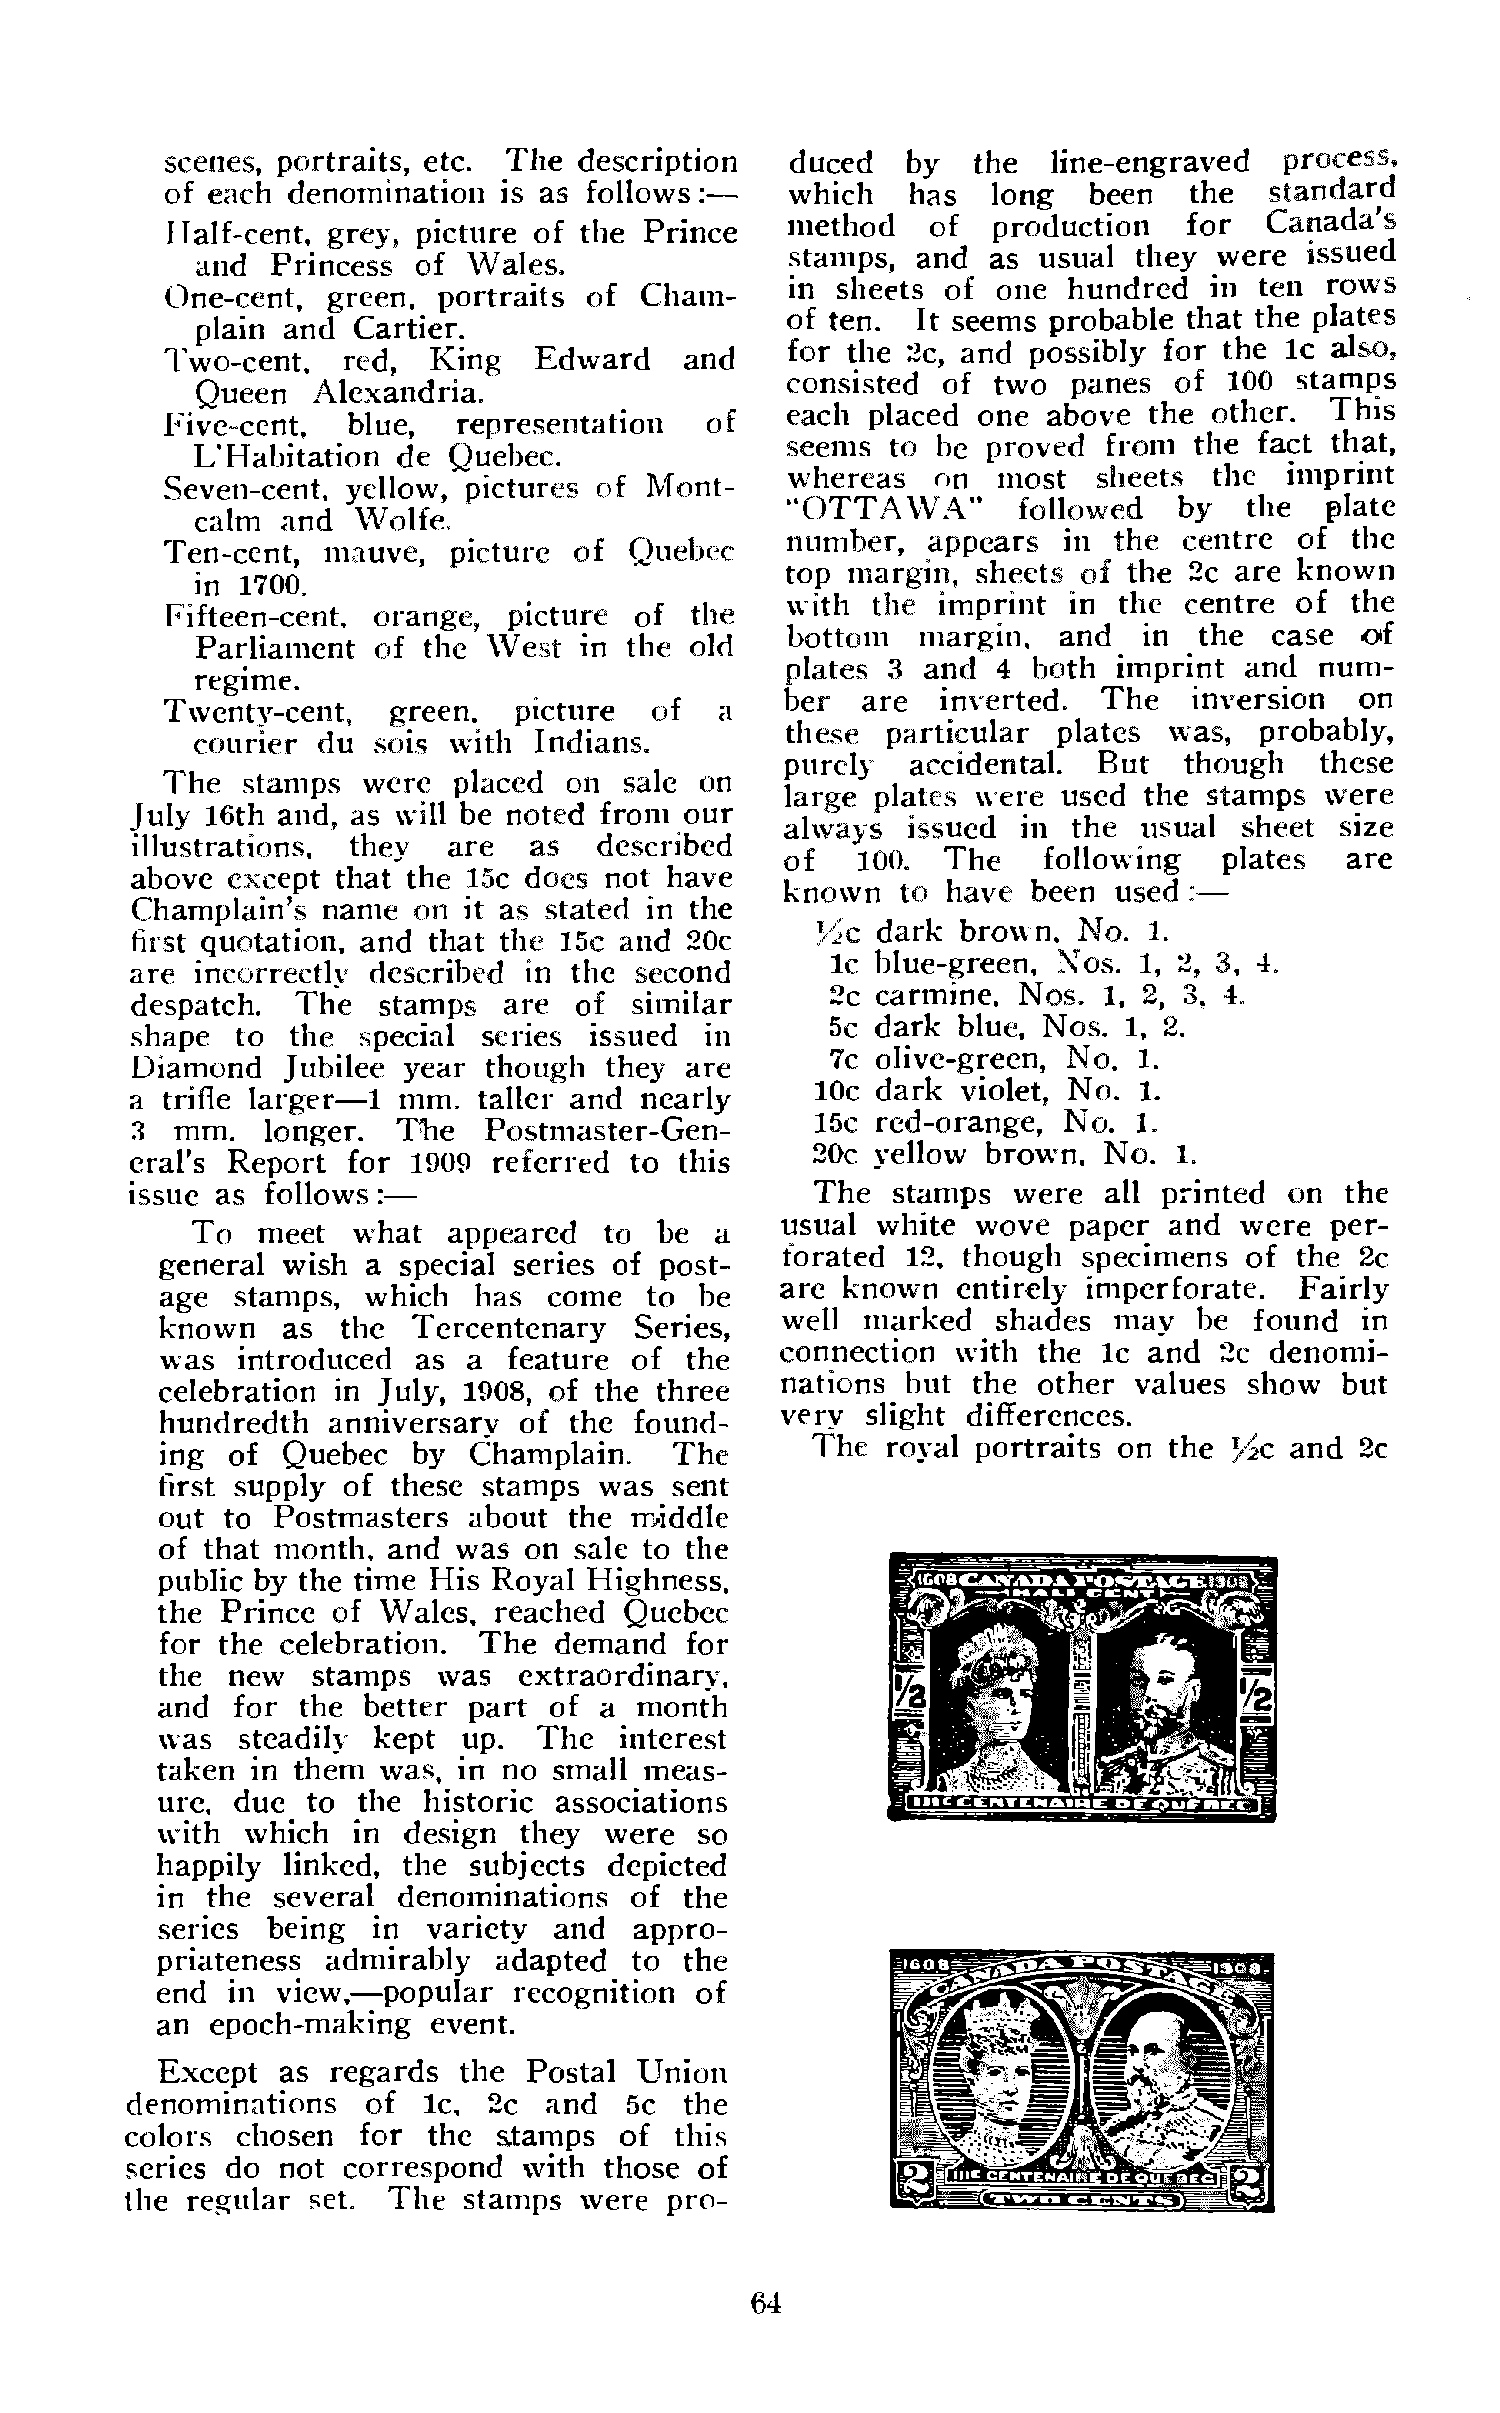 scenes, portraits, etc. The description
of each denomination is as follows:—
Half-cent, grey, picture of the Prince
and Princess of Wales.
One-cent, green, portraits of Cham-
plain and Cartier.
Two-cent, red, King Edward and
Queen Alexandria.
Five-cent, blue, representation of
L'Habitation de Quebec.
Seven-cent, yellow, pictures of Mont-
calm and Wolfe.
Ten-cent, mauve, picture of Quebec
in 1700.
Fifteen-cent, orange, picture of the
Parliament of the West in the old
regime.
Twenty-cent, green, picture of a
courier du sois with Indians.
The stamps were placed on sale on
July 16th and, as will be noted from our
illustrations, they are as described
above except that the 15c does not have
Champlain's name on it as stated in the
first quotation, and that the 15c and 20c
are incorrectly described in the second
despatch. The stamps are of similar
shape to the special series issued in
Diamond Jubilee year though they are
a trifle larger—1 mm. taller and nearly
3 mm. longer. The Postmaster-Gen-
eral's Report for 1909 referred to this
issue as follows:—
To meet what appeared to be a
general wish a special series of post-
age stamps, which has come to be
known as the Tercentenary Series,
was introduced as a feature of the
celebration in July, 1908, of the three
hundredth anniversary of the found-
ing of Quebec by Champlain. The
first supply of these stamps was sent
out to Postmasters about the middle
of that month, and was on sale to the
public by the time His Royal Highness,
the Prince of Wales, reached Quebec
for the celebration. The demand for
the new stamps was extraordinary,
and for the better part of a month
was steadily kept up. The interest
taken in them was, in no small meas-
ure, due to the historic associations
with which in design they were so
happily linked, the subjects depicted
in the several denominations of the
series being in variety and appro-
priateness admirably adapted to the
end in view,—popular recognition of
an epoch-making event.
Except as regards the Postal Union
denominations of 1c, 2c and 5c the
colors chosen for the stamps of this
series do not correspond with those of
the regular set. The stamps were pro-
duced by the line-engraved process,
which has long been the standard
method of production for Canada's
stamps, and as usual they were issued
in sheets of one hundred in ten rows
of ten. It seems probable that the plates
for the 2c, and possibly for the 1c also,
consisted of two panes of 100 stamps
each placed one above the other. This
seems to be proved from the fact that,
whereas on most sheets the imprint
"OTTAWA" followed by the plate
number, appears in the centre of the
top margin, sheets of the 2c are known
with the imprint in the centre of the
bottom margin, and in the case of
plates 3 and 4 both imprint and num-
ber are inverted. The inversion on
these particular plates was, probably,
purely accidental. But though these
large plates were used the stamps were
always issued in the usual sheet size
of 100. The following plates are
known to have been used:—
½c dark brown, No. 1.
1c blue-green, Nos. 1, 2, 3, 4.
2c carmine, Nos. 1, 2, 3, 4.
5c dark blue, Nos. 1, 2.
7c olive-green, No. 1.
10c dark violet, No. 1.
15c red-orange, No. 1.
20c yellow brown, No. 1.
The stamps were all printed on the
usual white wove paper and were per-
forated 12, though specimens of the 2c
are known entirely imperforate. Fairly
well marked shades may be found in
connection with the 1c and 2c denomi-
nations but the other values show but
very slight differences.
The royal portraits on the ½c and 2c
1608 CANADA POSTAGE 1908
HALF CENT
½ ½
IIIE CENTENAIRE DE QUEBEC
1608 CANADA POSTAGE 1908
IIIE CENTENAIRE DE QUEBEC
2 TWO CENTS 2
64